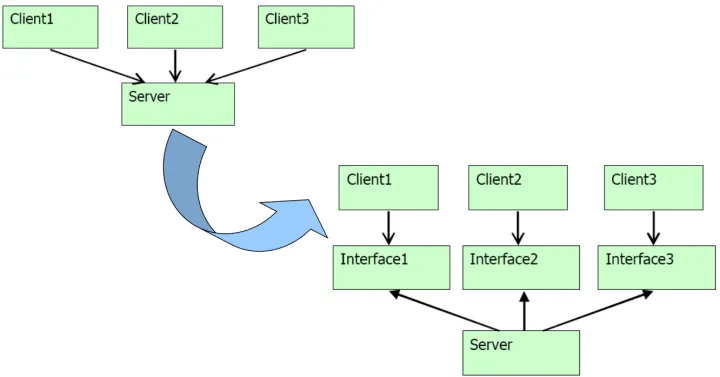 Client1
Client2
Client3
Server
Client1
Client2
Client3
Interface1
Interface2
Interface3
Server